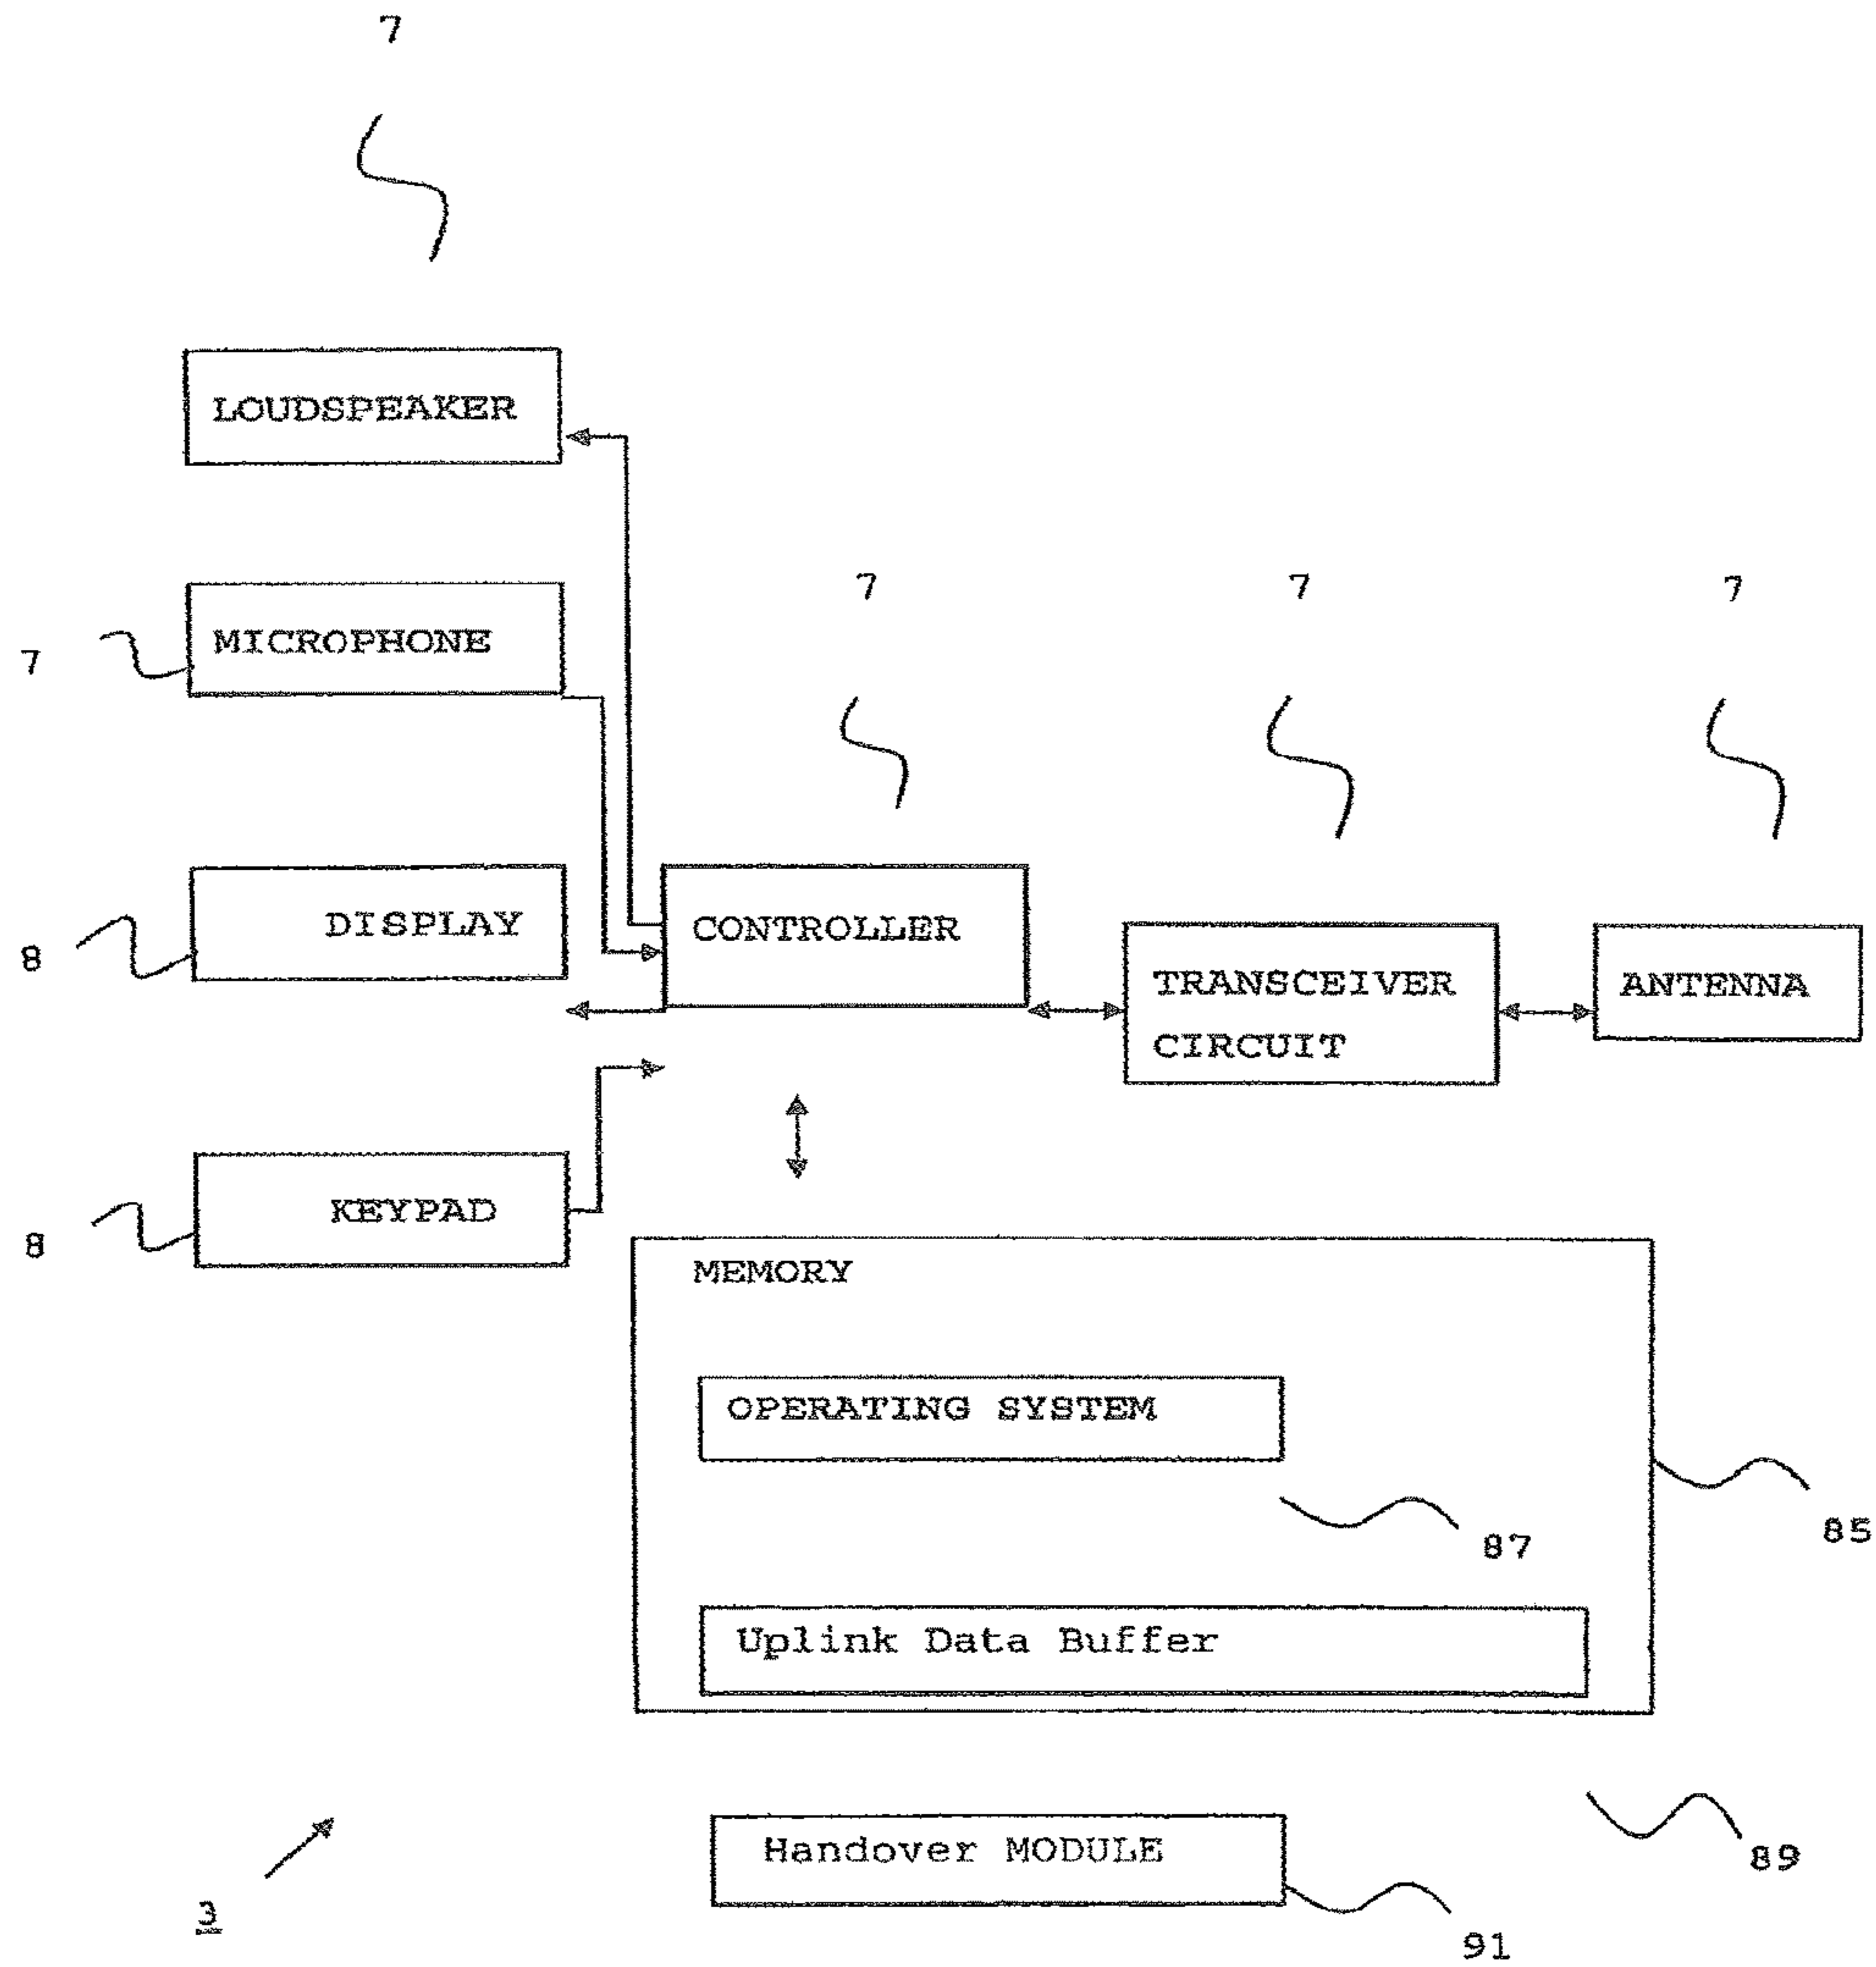 7
LOUDSPEAKER
7
MICROPHONE
7
7
7
8
DISPLAY
CONTROLLER
TRANSCEIVER
CIRCUIT
ANTENNA
8
KEYPAD
MEMORY
OPERATING SYSTEM
87
85
Uplink Data Buffer
89
Handover MODULE
91
3